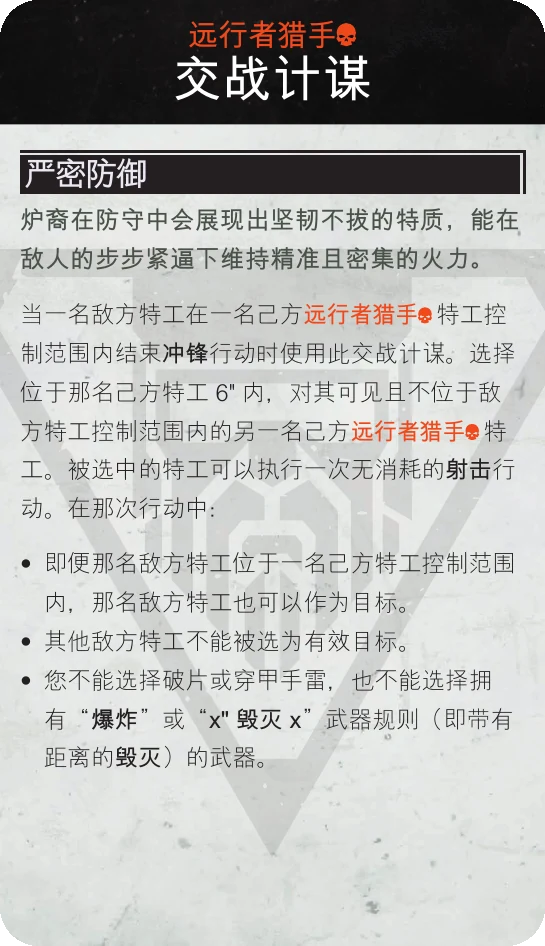 远行者猎手
交战计谋
严密防御
炉裔在防守中会展现出坚韧不拔的特质，能在
敌人的步步紧逼下维持精准且密集的火力。
当一名敌方特工在一名己方远行者猎手特工控
制范围内结束冲锋行动时使用此交战计谋。选择
位于那名己方特工 6" 内，对其可见且不位于敌
方特工控制范围内的另一名己方远行者猎手特
工。被选中的特工可以执行一次无消耗的射击行
动。在那次行动中：
• 即便那名敌方特工位于一名己方特工控制范围
内，那名敌方特工也可以作为目标。
• 其他敌方特工不能被选为有效目标。
• 您不能选择破片或穿甲手雷，也不能选择拥
有“爆炸”或“x" 毁灭 x”武器规则（即带有
距离的毁灭）的武器。